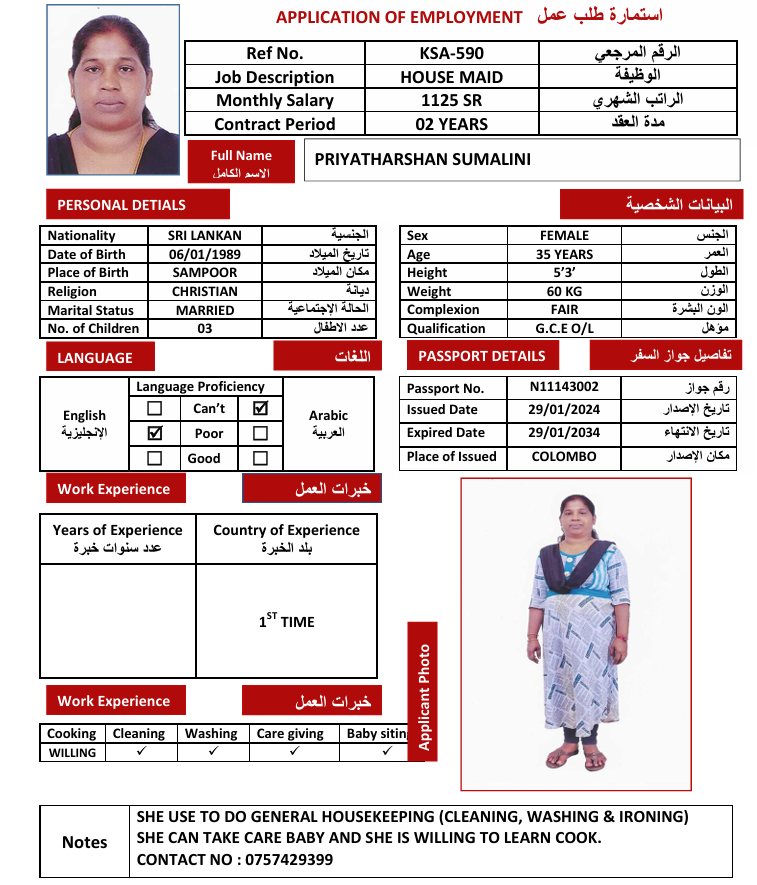 APPLICATION OF EMPLOYMENT استمارة طلب عمل
Ref No. KSA-590 الرقم المرجعي
Job Description HOUSE MAID الوظيفة
Monthly Salary 1125 SR الراتب الشهري
Contract Period 02 YEARS مدة العقد
Full Name PRIYATHARSHAN SUMALINI
الاسم الكامل
PERSONAL DETIALS البيانات الشخصية
Nationality SRI LANKAN الجنسية
Date of Birth 06/01/1989 تاريخ الميلاد
Place of Birth SAMPOOR مكان الميلاد
Religion CHRISTIAN ديانة
Marital Status MARRIED الحالة الإجتماعية
No. of Children 03 عدد الاطفال
Sex FEMALE الجنس
Age 35 YEARS العمر
Height 5’3’ الطول
Weight 60 KG الوزن
Complexion FAIR الون البشرة
Qualification G.C.E O/L مؤهل
LANGUAGE اللغات
Language Proficiency
English
الإنجليزية
☐ Can’t ☑
☑ Poor ☐
☐ Good ☐
Arabic
العربية
PASSPORT DETAILS تفاصيل جواز السفر
Passport No. N11143002 رقم جواز
Issued Date 29/01/2024 تاريخ الإصدار
Expired Date 29/01/2034 تاريخ الانتهاء
Place of Issued COLOMBO مكان الإصدار
Work Experience خبرات العمل
Years of Experience Country of Experience
عدد سنوات خبرة بلد الخبرة
1ST TIME
Work Experience خبرات العمل
Cooking Cleaning Washing Care giving Baby siting
WILLING ✓ ✓ ✓ ✓
Applicant Photo
Notes
SHE USE TO DO GENERAL HOUSEKEEPING (CLEANING, WASHING & IRONING)
SHE CAN TAKE CARE BABY AND SHE IS WILLING TO LEARN COOK.
CONTACT NO : 0757429399